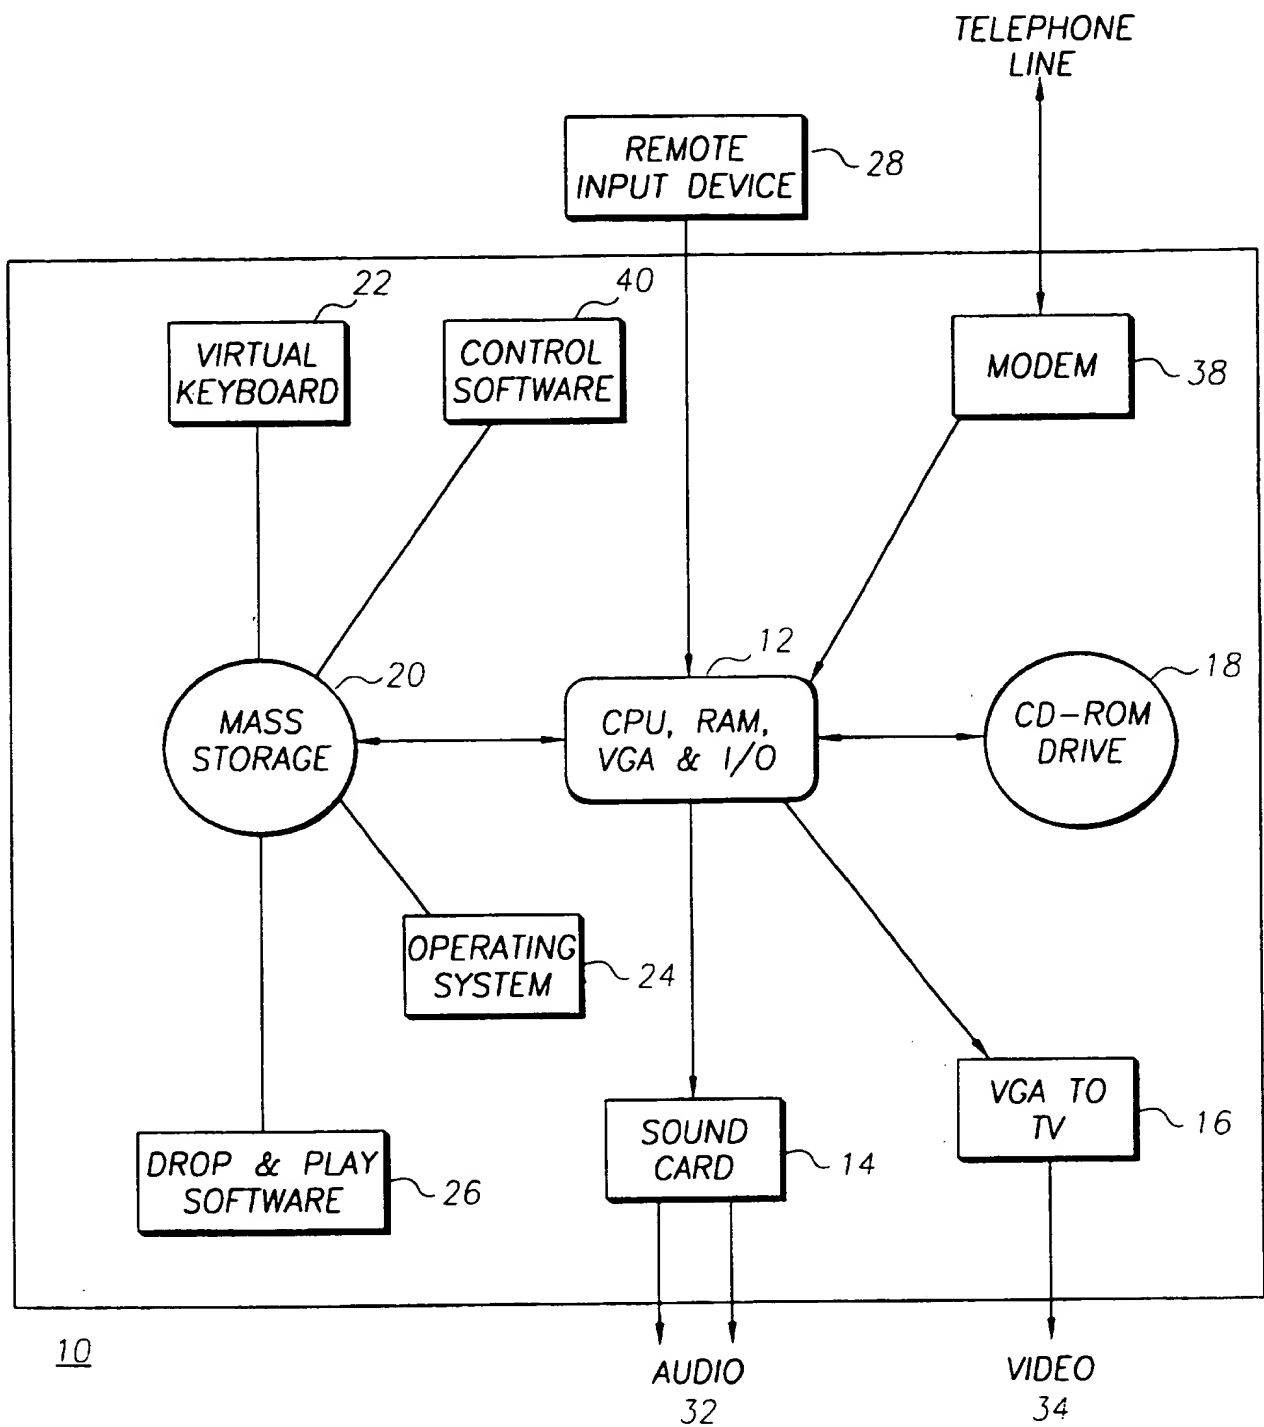 TELEPHONE
LINE
REMOTE
INPUT DEVICE
28
22
40
VIRTUAL
KEYBOARD
CONTROL
SOFTWARE
MODEM
38
12
18
20
MASS
STORAGE
CPU, RAM,
VGA & I/O
CD-ROM
DRIVE
OPERATING
SYSTEM
24
VGA TO
TV
16
SOUND
CARD
14
DROP & PLAY
SOFTWARE
26
10
AUDIO
32
VIDEO
34